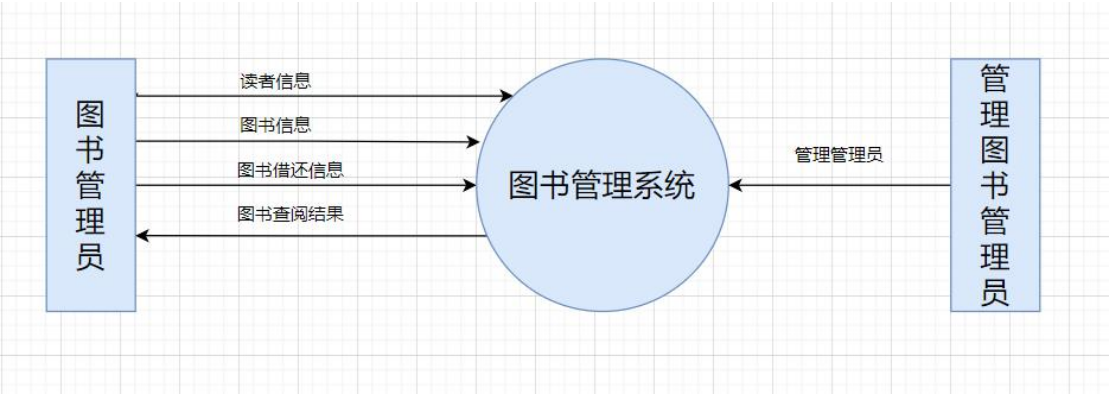 图书管理员
读者信息
图书信息
图书借还信息
图书查阅结果
图书管理系统
管理管理员
管理图书管理员